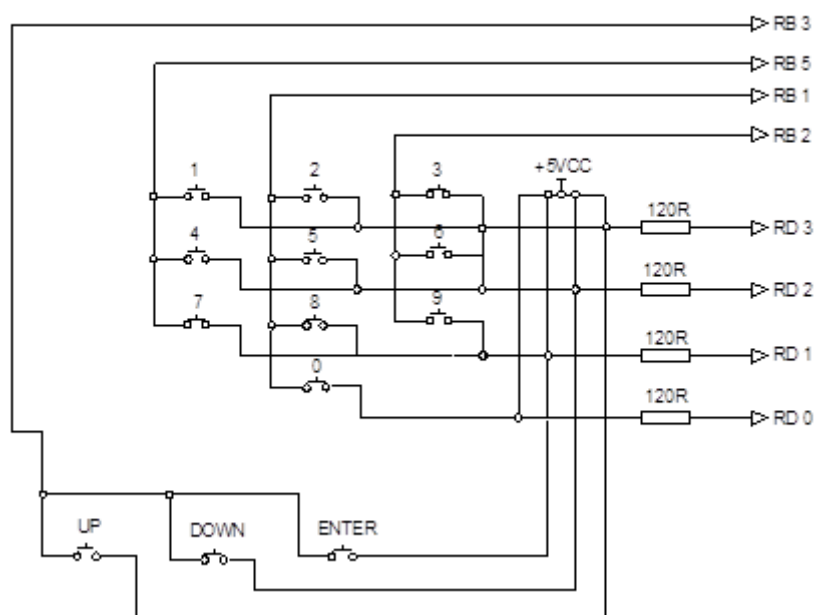 RB 3
RB 5
RB 1
RB 2
+5VCC
1
2
3
120R
RD 3
4
5
6
120R
RD 2
7
8
9
120R
RD 1
0
120R
RD 0
UP
DOWN
ENTER